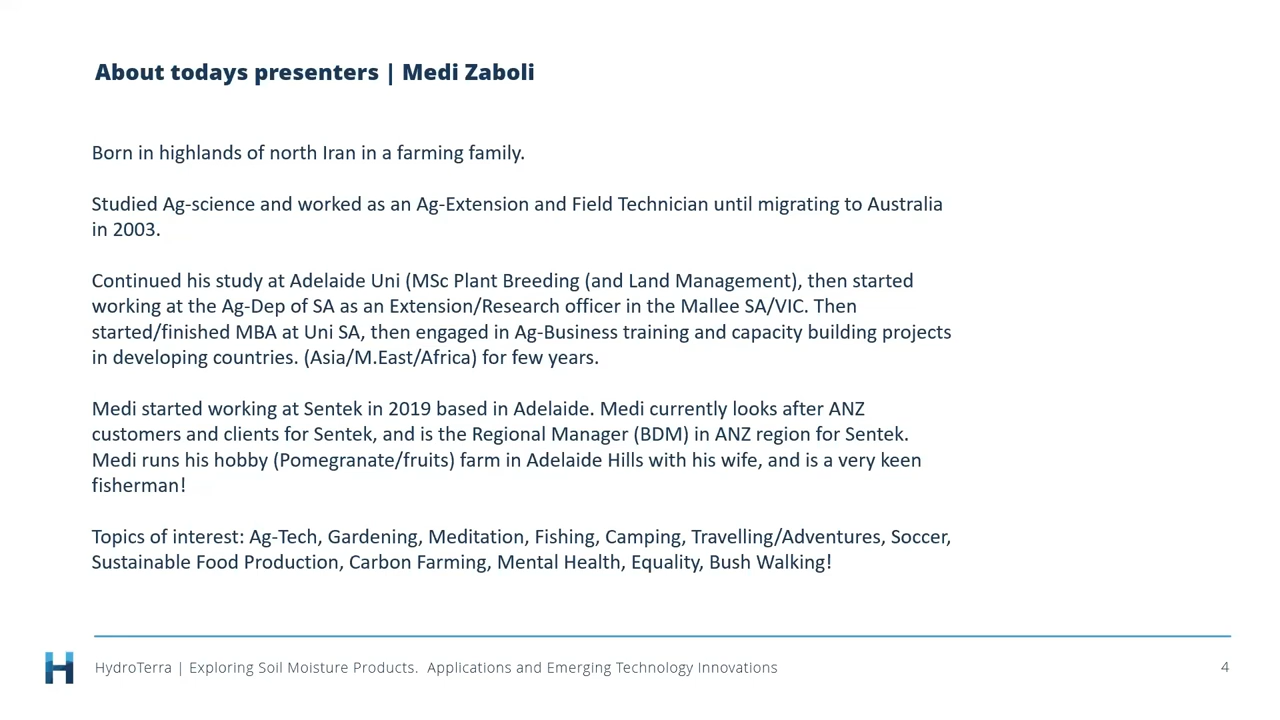 About todays presenters | Medi Zaboli
Born in highlands of north Iran in a farming family.
Studied Ag-science and worked as an Ag-Extension and Field Technician until migrating to Australia
in 2003.
Continued his study at Adelaide Uni (MSc Plant Breeding (and Land Management), then started
working at the Ag-Dep of SA as an Extension/Research officer in the Mallee SA/VIC. Then
started/finished MBA at Uni SA, then engaged in Ag-Business training and capacity building projects
in developing countries. (Asia/M.East/Africa) for few years.
Medi started working at Sentek in 2019 based in Adelaide. Medi currently looks after ANZ
customers and clients for Sentek, and is the Regional Manager (BDM) in ANZ region for Sentek.
Medi runs his hobby (Pomegranate/fruits) farm in Adelaide Hills with his wife, and is a very keen
fisherman!
Topics of interest: Ag-Tech, Gardening, Meditation, Fishing, Camping, Travelling/Adventures, Soccer,
Sustainable Food Production, Carbon Farming, Mental Health, Equality, Bush Walking!
H HydroTerra | Exploring Soil Moisture Products.  Applications and Emerging Technology Innovations 4